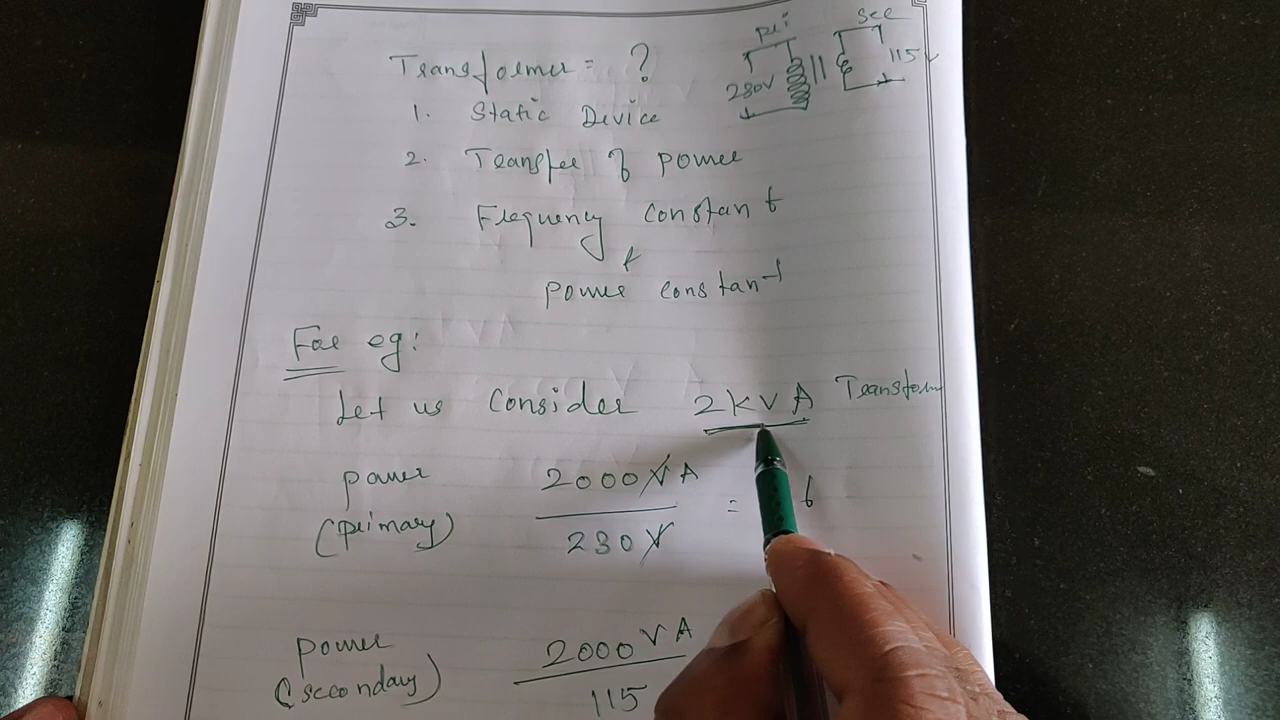 Transformer = ?
pri
sec
230V
115V
1. Static Device
2. Transfer of power
3. Frequency constant
&
power constant
For eg:
Let us consider 2KVA Transform
power
(primary)
2000VA
230V
=
power
(secondary)
2000VA
115